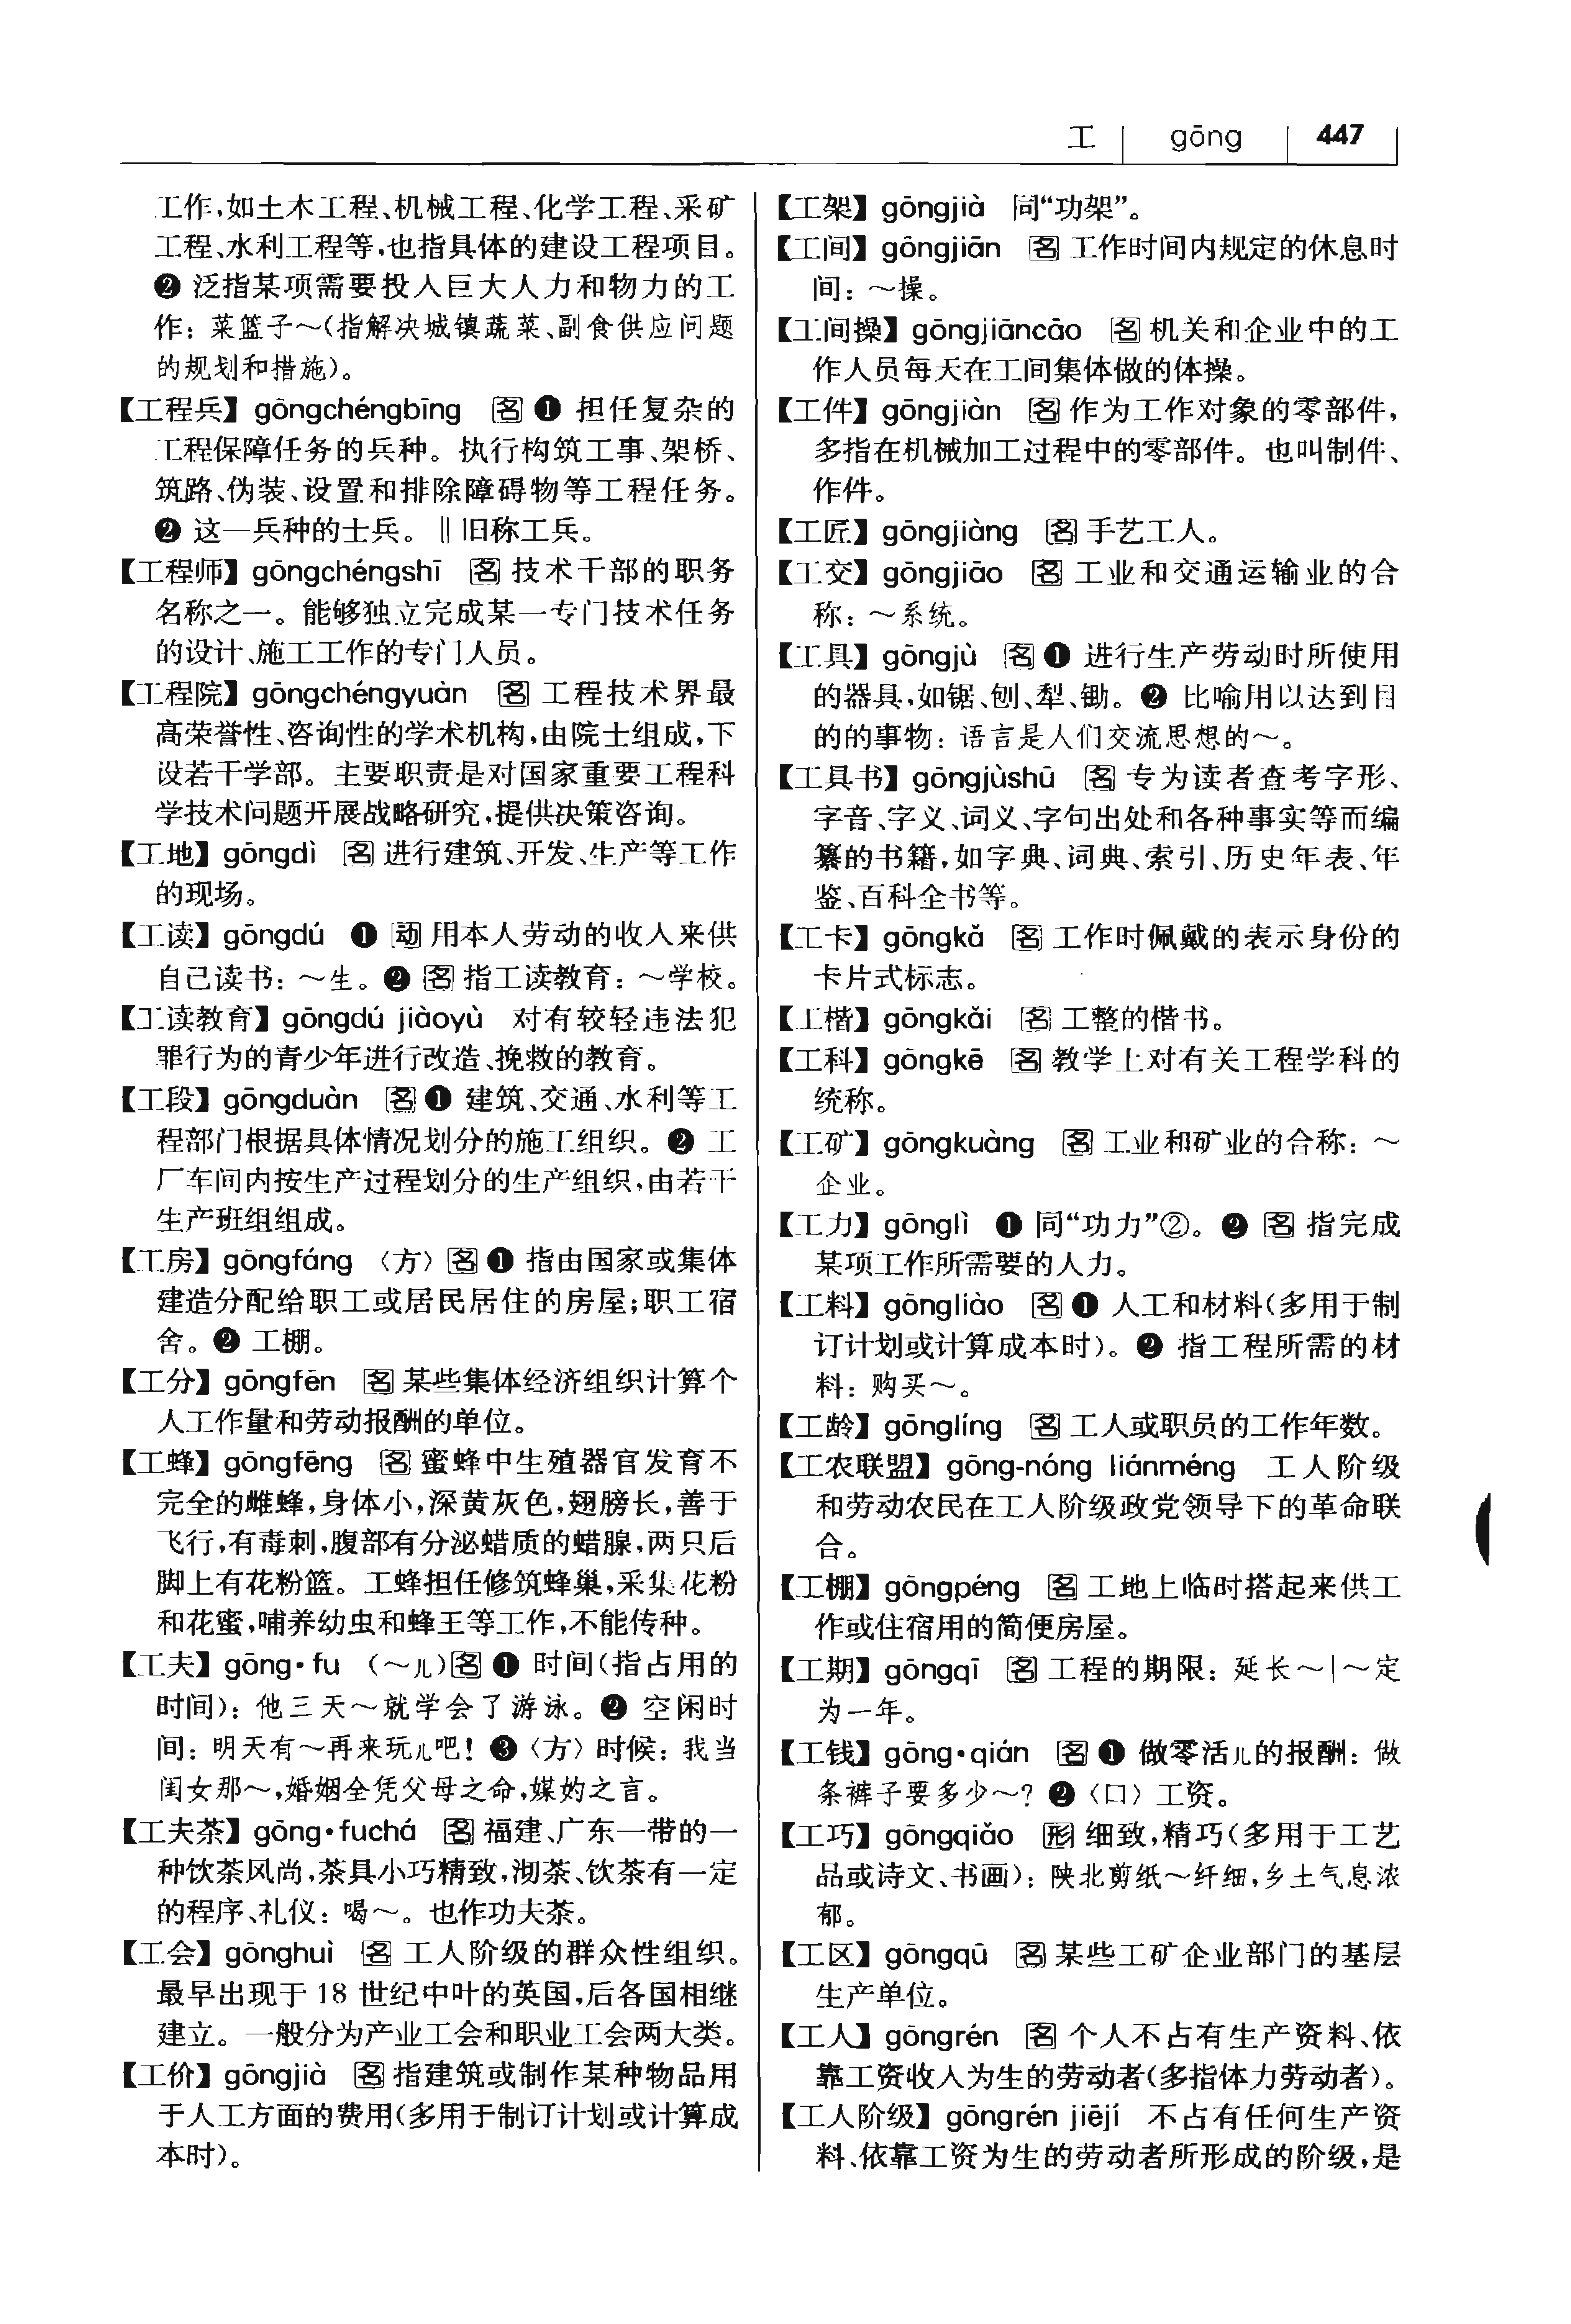 工 gōng 447
工作，如土木工程、机械工程、化学工程、采矿
工程、水利工程等，也指具体的建设工程项目。
❷ 泛指某项需要投入巨大人力和物力的工
作：菜篮子～（指解决城镇蔬菜、副食供应问题
的规划和措施）。
【工程兵】gōngchéngbīng 名❶ 担任复杂的
工程保障任务的兵种。执行构筑工事、架桥、
筑路、伪装、设置和排除障碍物等工程任务。
❷ 这一兵种的士兵。‖旧称工兵。
【工程师】gōngchéngshī 名 技术干部的职务
名称之一。能够独立完成某一专门技术任务
的设计、施工工作的专门人员。
【工程院】gōngchéngyuàn 名 工程技术界最
高荣誉性、咨询性的学术机构，由院士组成，下
设若干学部。主要职责是对国家重要工程科
学技术问题开展战略研究，提供决策咨询。
【工地】gōngdì 名 进行建筑、开发、生产等工作
的现场。
【工读】gōngdú ❶ 动 用本人劳动的收入来供
自己读书：～生。❷ 名 指工读教育：～学校。
【工读教育】gōngdú jiàoyù 对有较轻违法犯
罪行为的青少年进行改造、挽救的教育。
【工段】gōngduàn 名❶ 建筑、交通、水利等工
程部门根据具体情况划分的施工组织。❷ 工
厂车间内按生产过程划分的生产组织，由若干
生产班组组成。
【工房】gōngfáng 〈方〉名❶ 指由国家或集体
建造分配给职工或居民居住的房屋；职工宿
舍。❷ 工棚。
【工分】gōngfēn 名 某些集体经济组织计算个
人工作量和劳动报酬的单位。
【工蜂】gōngfēng 名 蜜蜂中生殖器官发育不
完全的雌蜂，身体小，深黄灰色，翅膀长，善于
飞行，有毒刺，腹部有分泌蜡质的蜡腺，两只后
脚上有花粉篮。工蜂担任修筑蜂巢，采集花粉
和花蜜，哺养幼虫和蜂王等工作，不能传种。
【工夫】gōng•fu （～儿）名❶ 时间（指占用的
时间）：他三天～就学会了游泳。❷ 空闲时
间：明天有～再来玩儿吧！❸〈方〉时候：我当
闺女那～，婚姻全凭父母之命，媒妁之言。
【工夫茶】gōng•fuchá 名 福建、广东一带的一
种饮茶风尚，茶具小巧精致，沏茶、饮茶有一定
的程序、礼仪：喝～。也作功夫茶。
【工会】gōnghuì 名 工人阶级的群众性组织。
最早出现于 18 世纪中叶的英国，后各国相继
建立。一般分为产业工会和职业工会两大类。
【工价】gōngjià 名 指建筑或制作某种物品用
于人工方面的费用（多用于制订计划或计算成
本时）。
【工架】gōngjià 同“功架”。
【工间】gōngjiān 名 工作时间内规定的休息时
间：～操。
【工间操】gōngjiāncāo 名 机关和企业中的工
作人员每天在工间集体做的体操。
【工件】gōngjiàn 名 作为工作对象的零部件，
多指在机械加工过程中的零部件。也叫制件、
作件。
【工匠】gōngjiàng 名 手艺工人。
【工交】gōngjiāo 名 工业和交通运输业的合
称：～系统。
【工具】gōngjù 名❶ 进行生产劳动时所使用
的器具，如锯、刨、犁、锄。❷ 比喻用以达到目
的的事物：语言是人们交流思想的～。
【工具书】gōngjùshū 名 专为读者查考字形、
字音、字义、词义、字句出处和各种事实等而编
纂的书籍，如字典、词典、索引、历史年表、年
鉴、百科全书等。
【工卡】gōngkǎ 名 工作时佩戴的表示身份的
卡片式标志。
【工楷】gōngkǎi 名 工整的楷书。
【工科】gōngkē 名 教学上对有关工程学科的
统称。
【工矿】gōngkuàng 名 工业和矿业的合称：～
企业。
【工力】gōnglì ❶ 同“功力”②。❷ 名 指完成
某项工作所需要的人力。
【工料】gōngliào 名❶ 人工和材料（多用于制
订计划或计算成本时）。❷ 指工程所需的材
料：购买～。
【工龄】gōnglíng 名 工人或职员的工作年数。
【工农联盟】gōng-nóng liánméng 工人阶级
和劳动农民在工人阶级政党领导下的革命联
合。
【工棚】gōngpéng 名 工地上临时搭起来供工
作或住宿用的简便房屋。
【工期】gōngqī 名 工程的期限：延长～｜～定
为一年。
【工钱】gōng•qián 名❶ 做零活儿的报酬：做
条裤子要多少～？❷〈口〉工资。
【工巧】gōngqiǎo 形 细致，精巧（多用于工艺
品或诗文、书画）：陕北剪纸～纤细，乡土气息浓
郁。
【工区】gōngqū 名 某些工矿企业部门的基层
生产单位。
【工人】gōngrén 名 个人不占有生产资料、依
靠工资收入为生的劳动者（多指体力劳动者）。
【工人阶级】gōngrén jiējí 不占有任何生产资
料、依靠工资为生的劳动者所形成的阶级，是